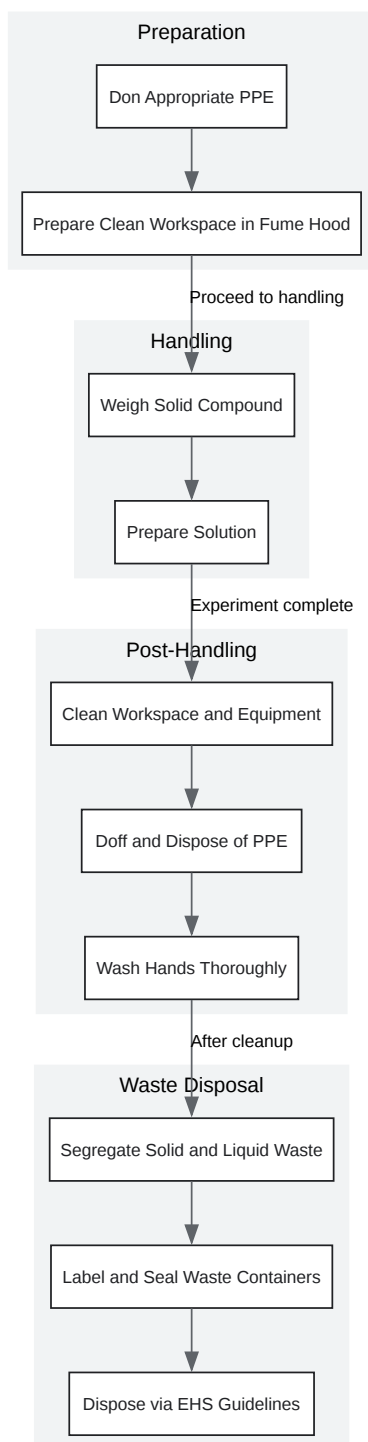 Preparation
Don Appropriate PPE
Prepare Clean Workspace in Fume Hood
Proceed to handling
Handling
Weigh Solid Compound
Prepare Solution
Experiment complete
Post-Handling
Clean Workspace and Equipment
Doff and Dispose of PPE
Wash Hands Thoroughly
After cleanup
Waste Disposal
Segregate Solid and Liquid Waste
Label and Seal Waste Containers
Dispose via EHS Guidelines